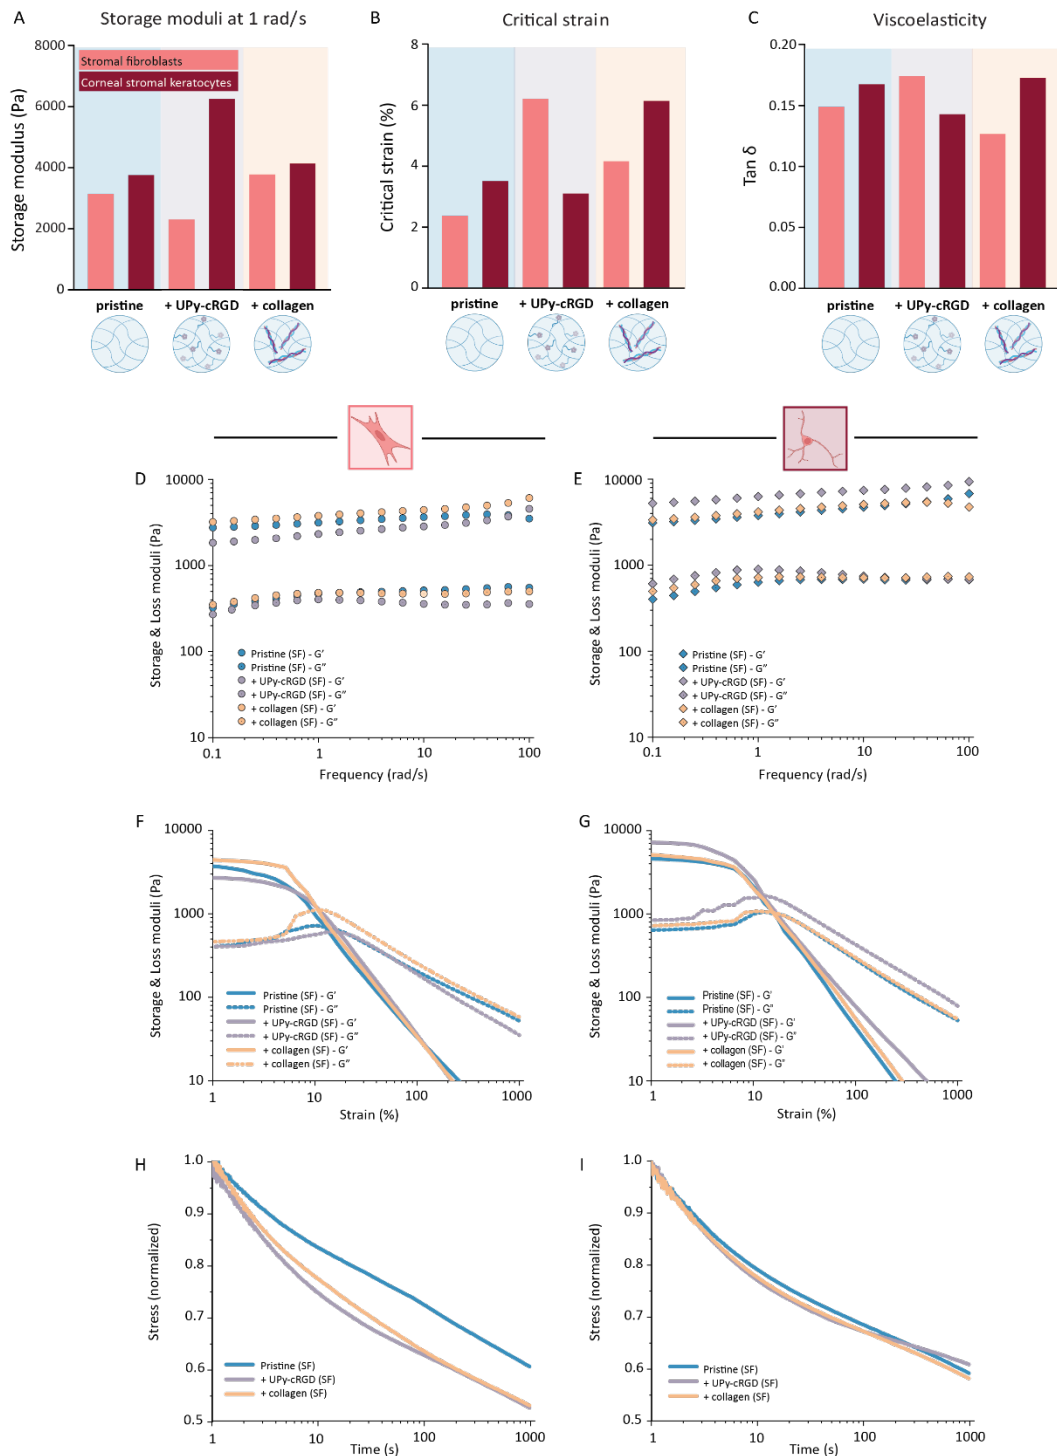 A Storage moduli at 1 rad/s
Storage modulus (Pa)
8000
6000
4000
2000
0
Stromal fibroblasts
Corneal stromal keratocytes
pristine + UPy-cRGD + collagen
B Critical strain
Critical strain (%)
8
6
4
2
0
pristine + UPy-cRGD + collagen
C Viscoelasticity
Tan δ
0.20
0.15
0.10
0.05
0.00
pristine + UPy-cRGD + collagen
D
Storage & Loss moduli (Pa)
10000
1000
100
10
Pristine (SF) - G'
Pristine (SF) - G"
+ UPy-cRGD (SF) - G'
+ UPy-cRGD (SF) - G"
+ collagen (SF) - G'
+ collagen (SF) - G"
0.1 1 10 100
Frequency (rad/s)
E
Storage & Loss moduli (Pa)
10000
1000
100
10
Pristine (SF) - G'
Pristine (SF) - G"
+ UPy-cRGD (SF) - G'
+ UPy-cRGD (SF) - G"
+ collagen (SF) - G'
+ collagen (SF) - G"
0.1 1 10 100
Frequency (rad/s)
F
Storage & Loss moduli (Pa)
10000
1000
100
10
Pristine (SF) - G'
Pristine (SF) - G"
+ UPy-cRGD (SF) - G'
+ UPy-cRGD (SF) - G"
+ collagen (SF) - G'
+ collagen (SF) - G"
1 10 100 1000
Strain (%)
G
Storage & Loss moduli (Pa)
10000
1000
100
10
Pristine (SF) - G'
Pristine (SF) - G"
+ UPy-cRGD (SF) - G'
+ UPy-cRGD (SF) - G"
+ collagen (SF) - G'
+ collagen (SF) - G"
1 10 100 1000
Strain (%)
H
Stress (normalized)
1.0
0.9
0.8
0.7
0.6
0.5
Pristine (SF)
+ UPy-cRGD (SF)
+ collagen (SF)
1 10 100 1000
Time (s)
I
Stress (normalized)
1.0
0.9
0.8
0.7
0.6
0.5
Pristine (SF)
+ UPy-cRGD (SF)
+ collagen (SF)
1 10 100 1000
Time (s)